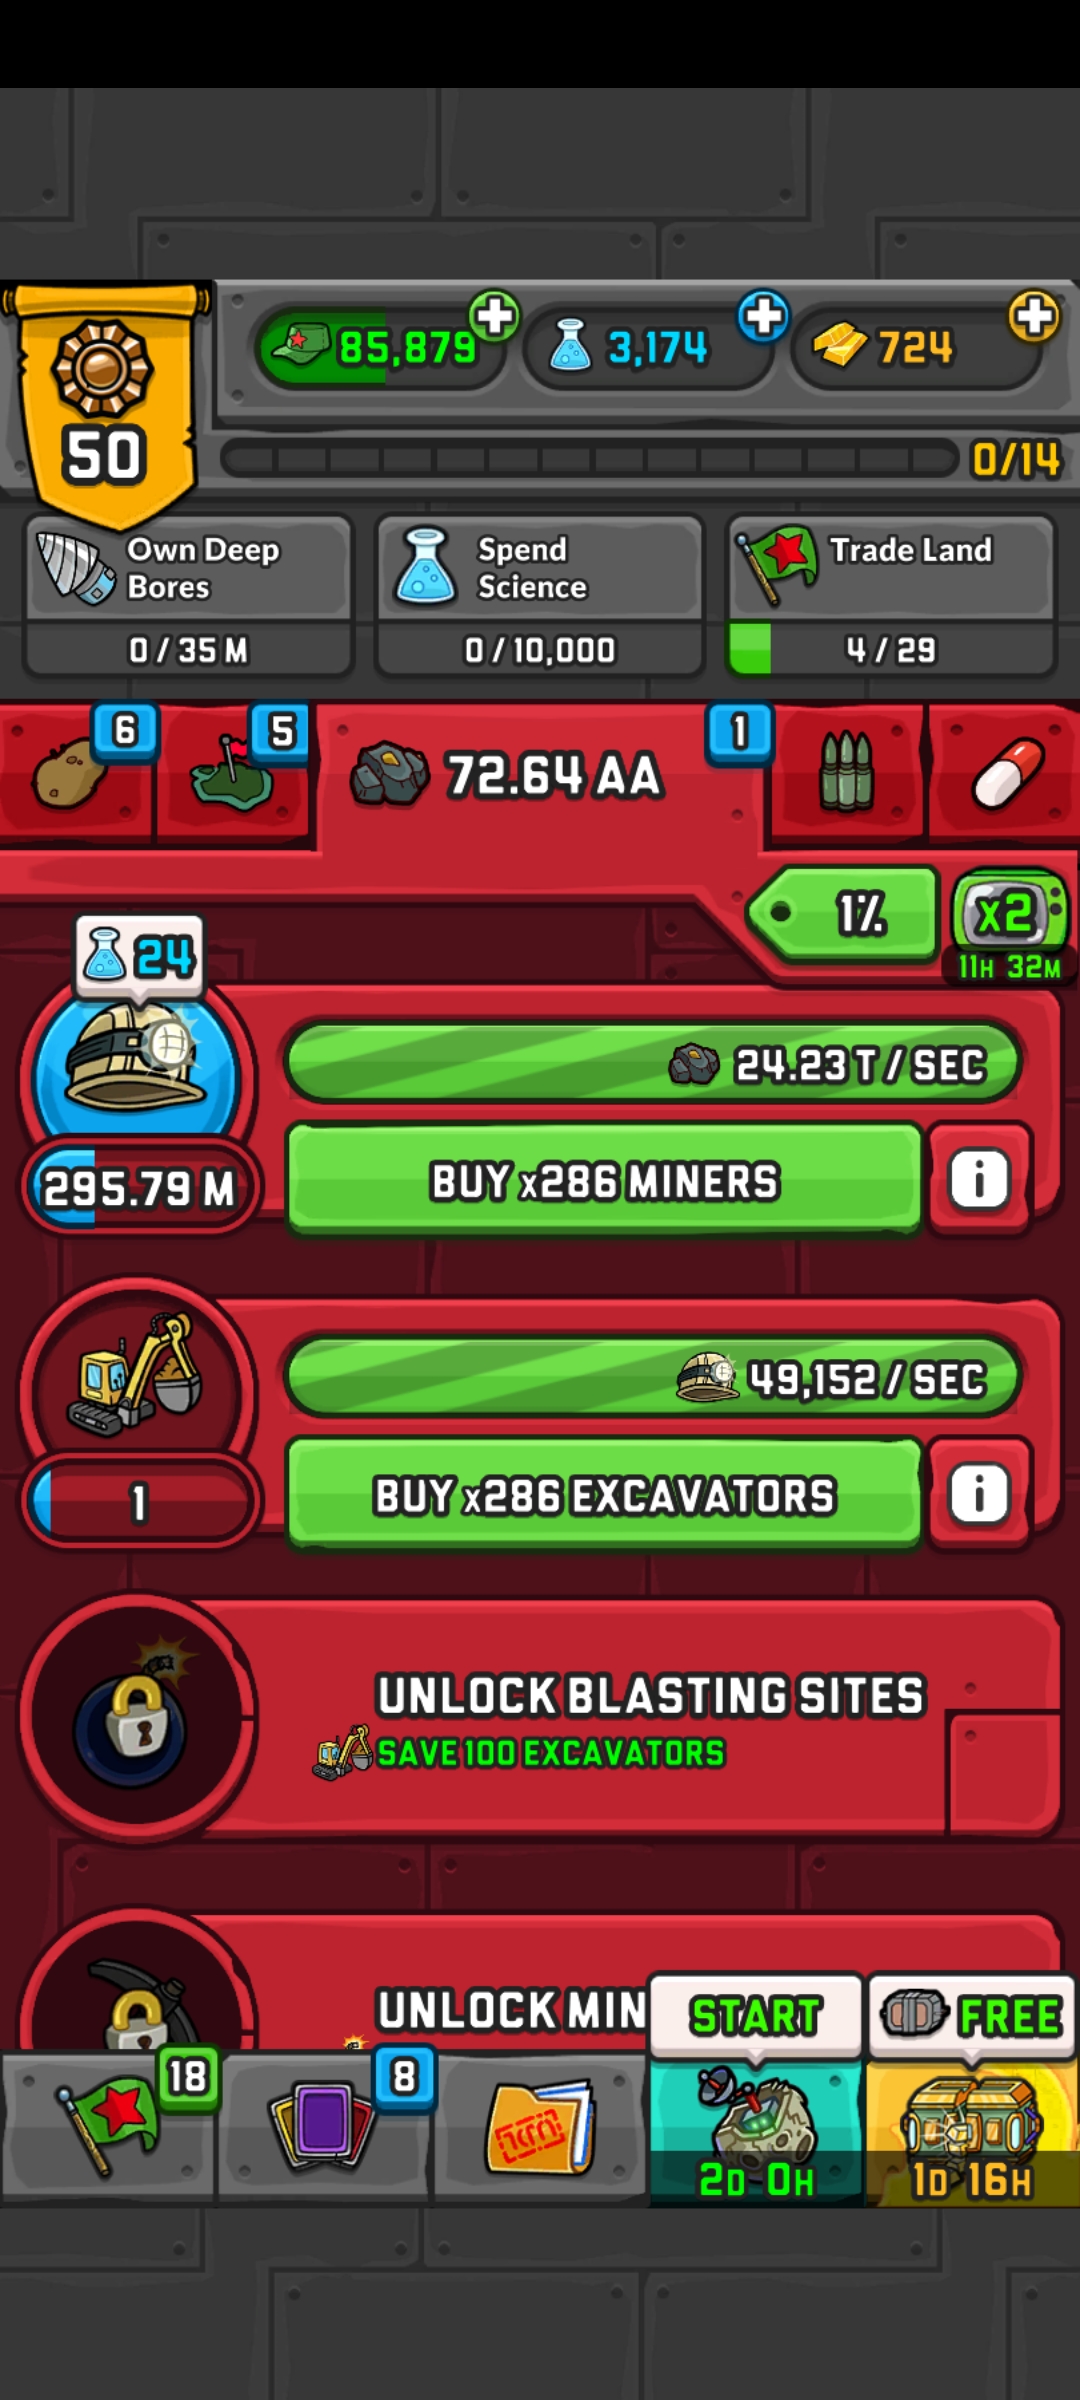 85,879
3,174
724
50
0/14
Own Deep
Bores
0 / 35 M
Spend
Science
0 / 10,000
Trade Land
4 / 29
6
5
72.64 AA
1
1%
x2
11H 32M
24
24.23 T / SEC
295.79 M
BUY x286 MINERS
i
49,152 / SEC
1
BUY x286 EXCAVATORS
i
UNLOCK BLASTING SITES
SAVE 100 EXCAVATORS
UNLOCK MIN
START
FREE
18
8
2D 0H
1D 16H